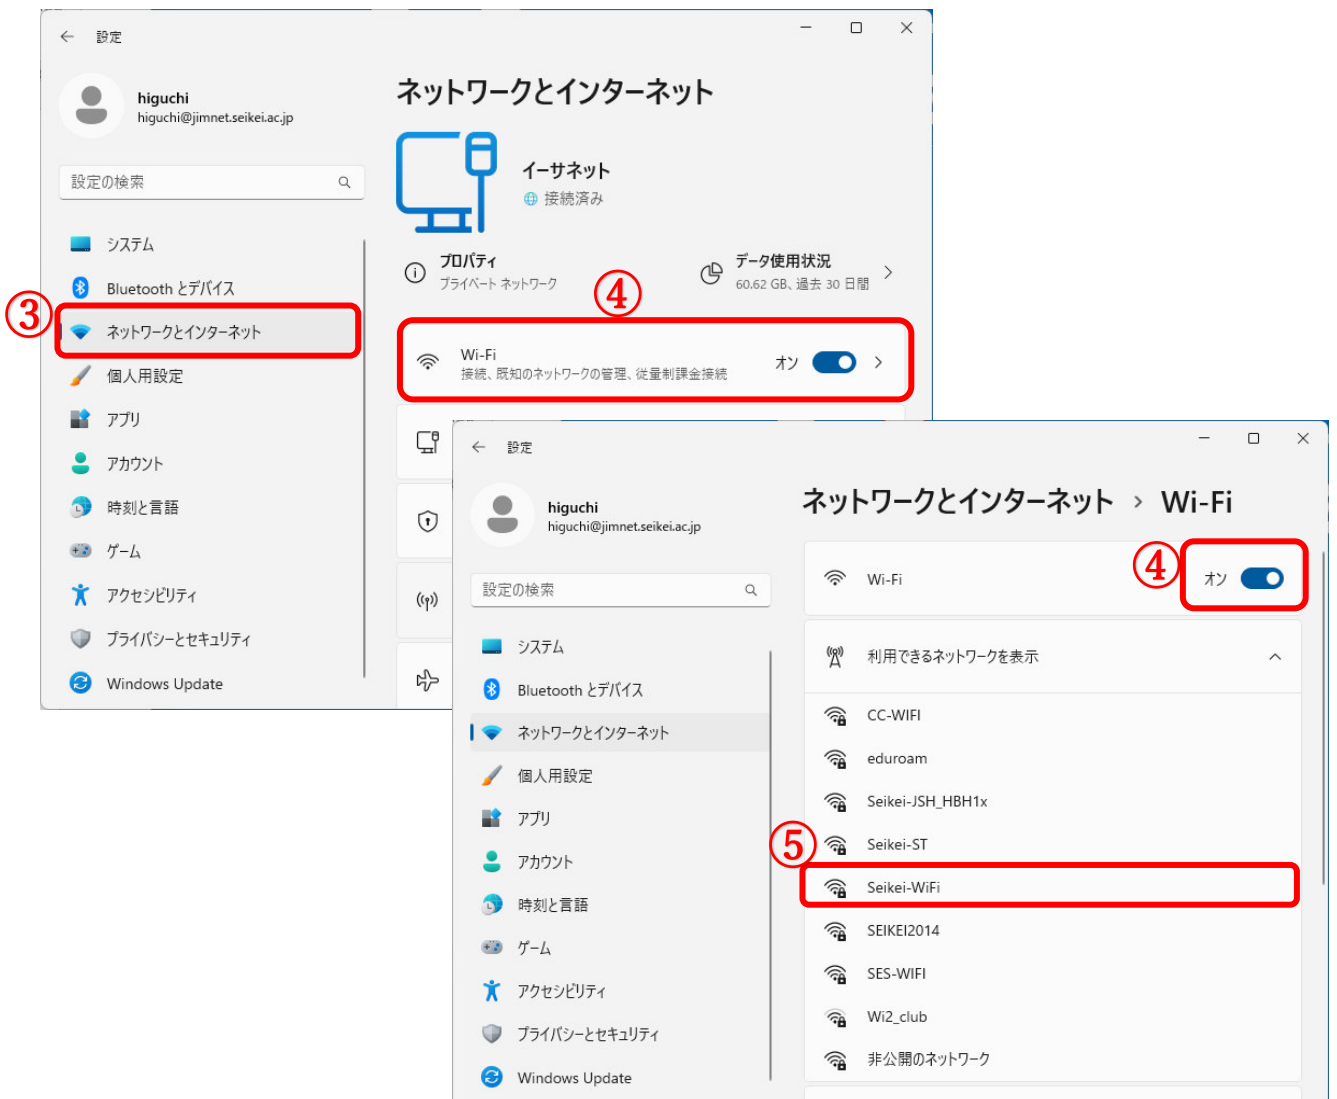 設定
higuchi
higuchi@jimnet.seikei.ac.jp
設定の検索
システム
Bluetooth とデバイス
③
ネットワークとインターネット
個人用設定
アプリ
アカウント
時刻と言語
ゲーム
アクセシビリティ
プライバシーとセキュリティ
Windows Update
ネットワークとインターネット
イーサネット
接続済み
プロパティ
プライベート ネットワーク
データ使用状況
60.62 GB、過去 30 日間
④
Wi-Fi
接続、既知のネットワークの管理、従量制課金接続
オン
設定
higuchi
higuchi@jimnet.seikei.ac.jp
設定の検索
システム
Bluetooth とデバイス
ネットワークとインターネット
個人用設定
アプリ
アカウント
時刻と言語
ゲーム
アクセシビリティ
プライバシーとセキュリティ
Windows Update
ネットワークとインターネット › Wi-Fi
Wi-Fi
④
オン
利用できるネットワークを表示
CC-WIFI
eduroam
Seikei-JSH_HBH1x
Seikei-ST
⑤
Seikei-WiFi
SEIKEI2014
SES-WIFI
Wi2_club
非公開のネットワーク